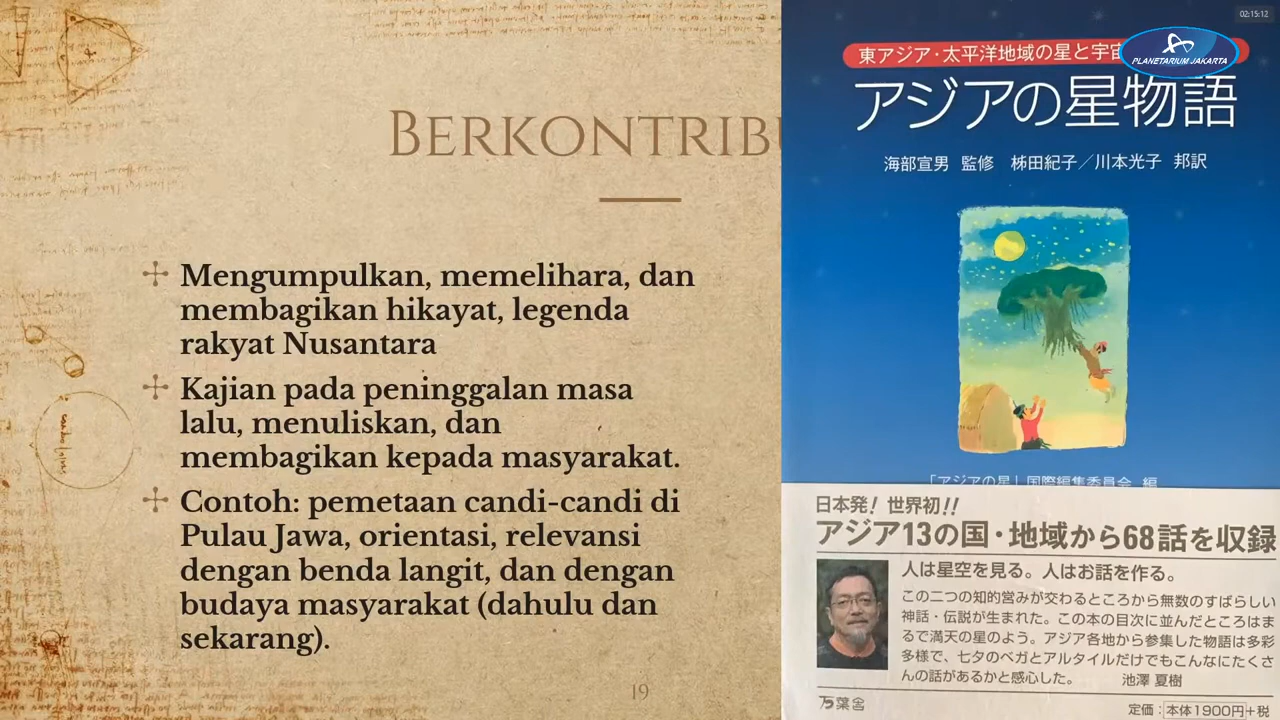 02:15:12
PLANETARIUM JAKARTA
BERKONTRIB
Mengumpulkan, memelihara, dan
membagikan hikayat, legenda
rakyat Nusantara
Kajian pada peninggalan masa
lalu, menuliskan, dan
membagikan kepada masyarakat.
Contoh: pemetaan candi-candi di
Pulau Jawa, orientasi, relevansi
dengan benda langit, dan dengan
budaya masyarakat (dahulu dan
sekarang).
19
東アジア・太平洋地域の星と宇宙
アジアの星物語
海部宣男 監修 柹田紀子／川本光子 邦訳
「アジアの星」国際編集委員会 編
日本発! 世界初!!
アジア13の国・地域から68話を収録
人は星空を見る。人はお話を作る。
この二つの知的営みが交わるところから無数のすばらしい
神話・伝説が生まれた。この本の目次に並んだところはま
るで満天の星のよう。アジア各地から参集した物語は多彩
多様で、七夕のベガとアルタイルだけでもこんなにたくさ
んの話があるかと感心した。 池澤 夏樹
万葉舎
定価：本体1900円+税